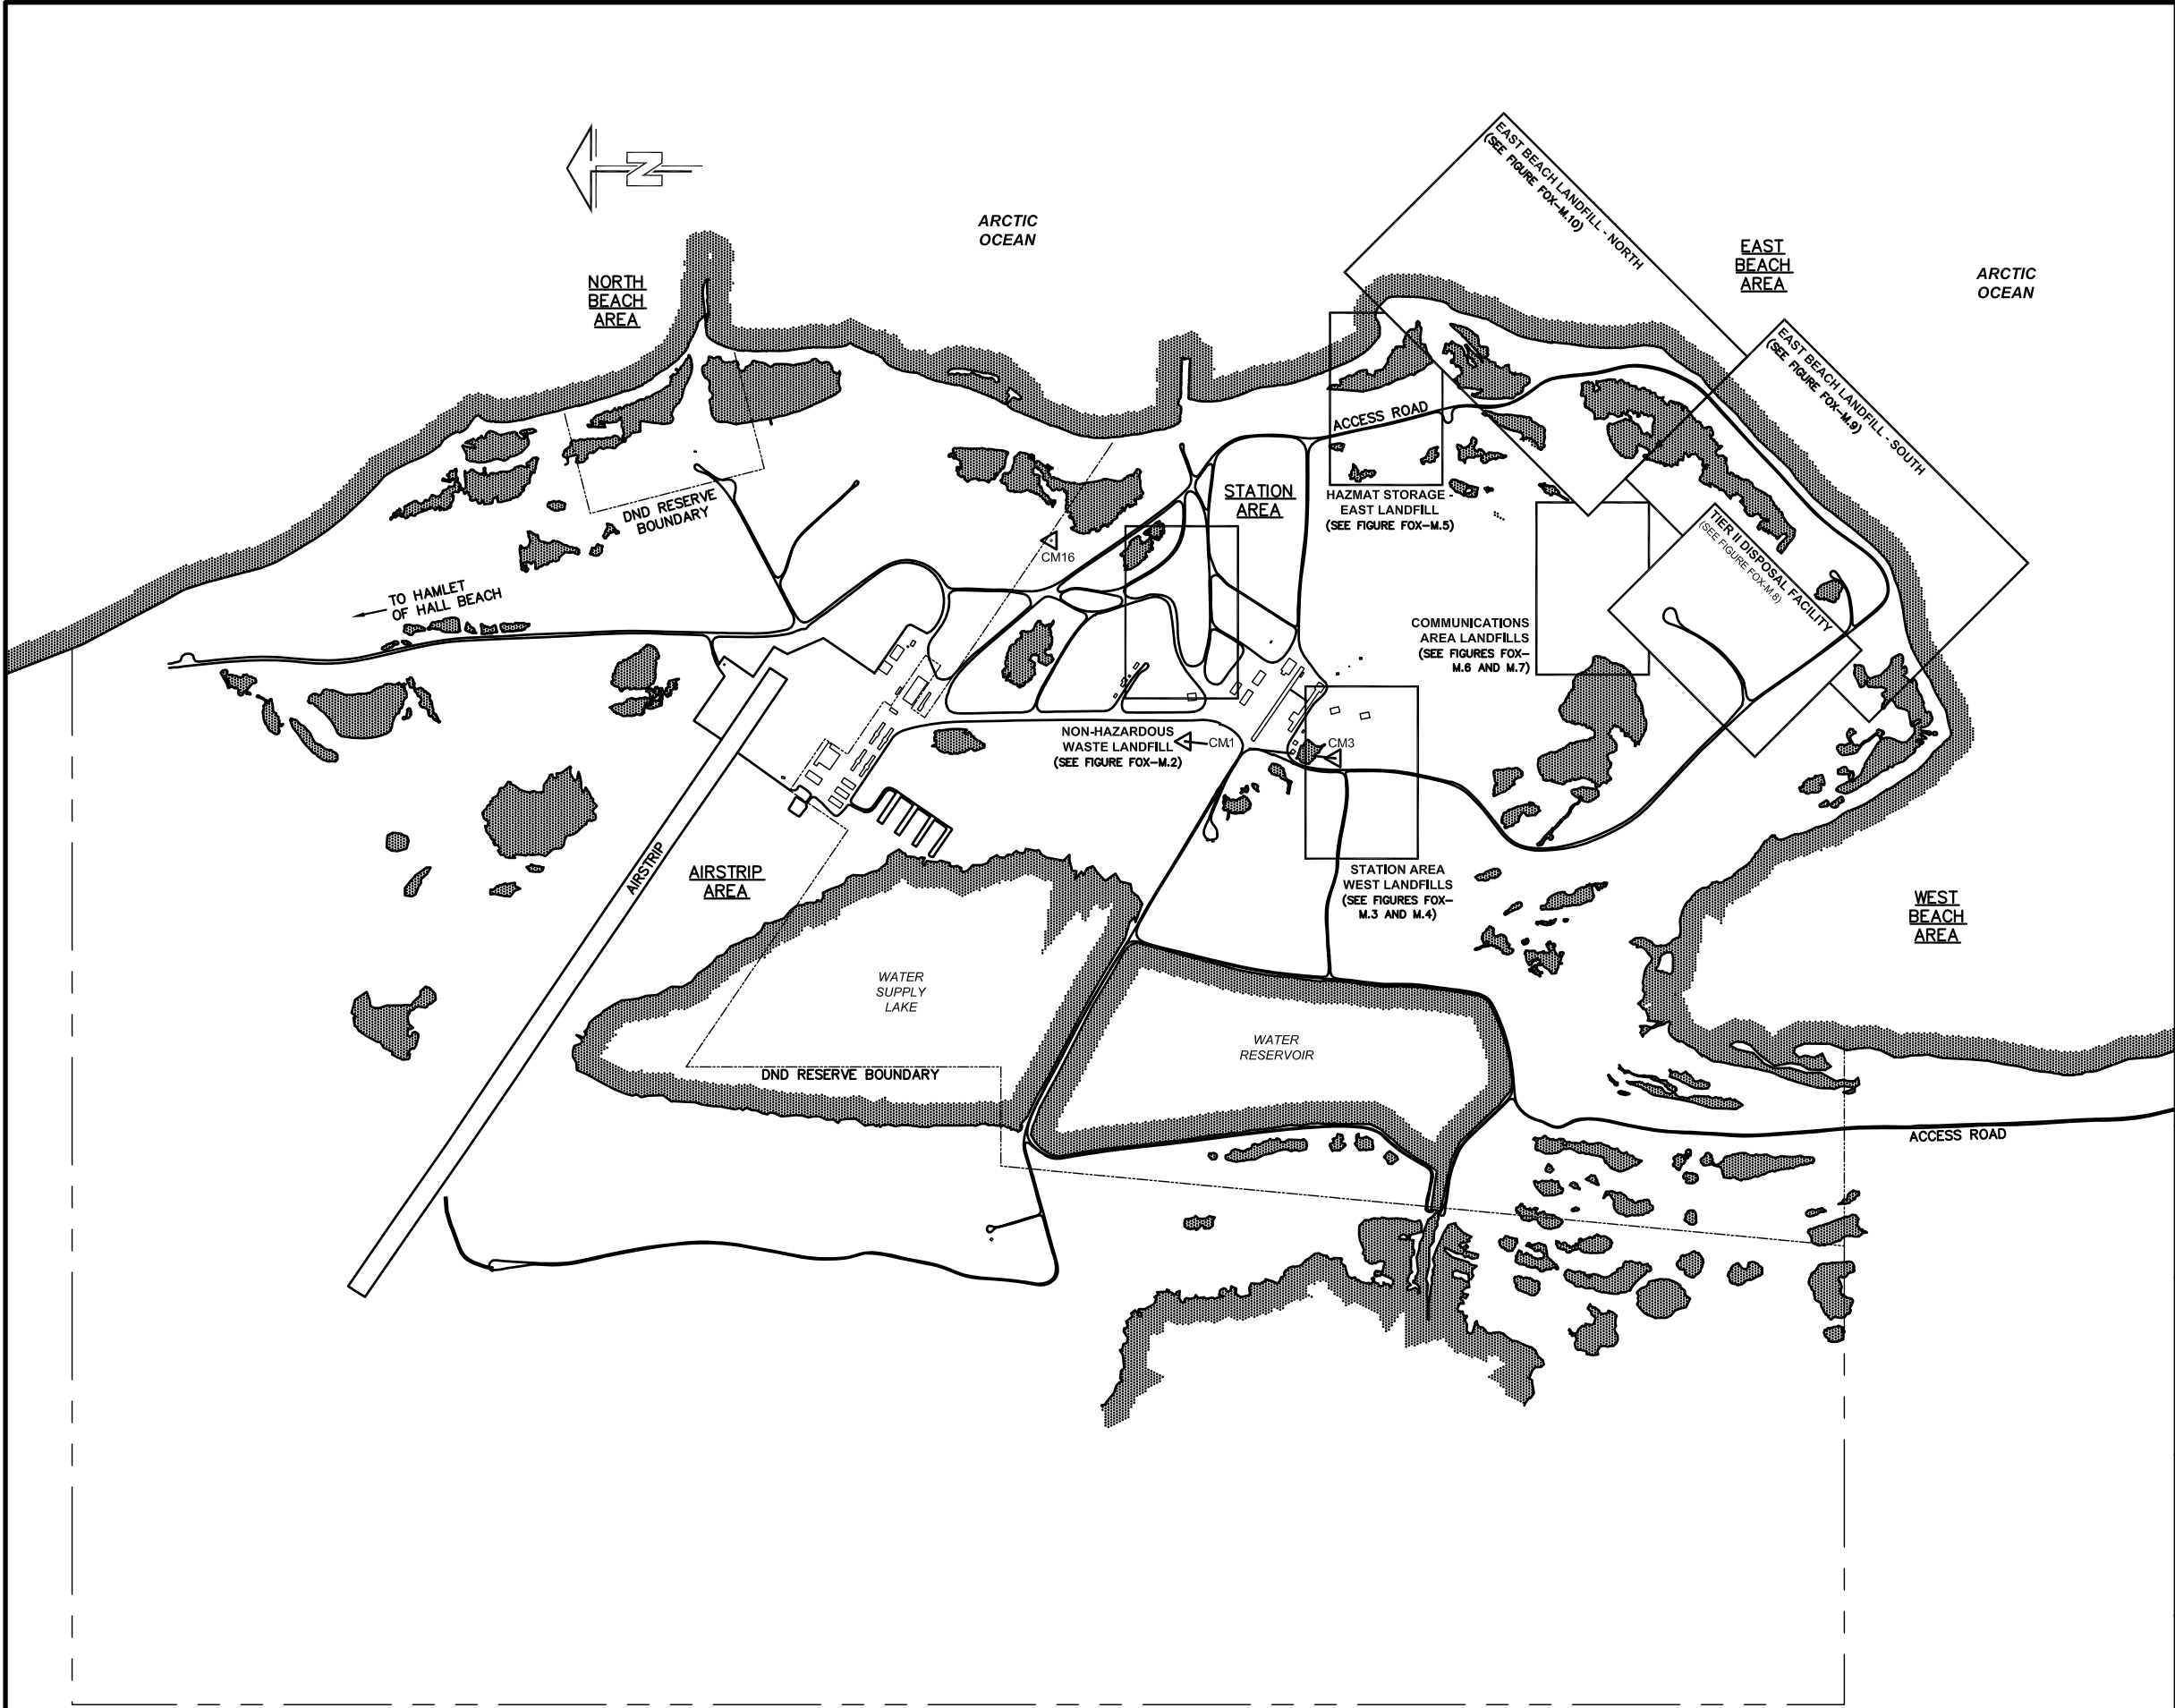 N
ARCTIC
OCEAN
NORTH
BEACH
AREA
EAST BEACH LANDFILL - NORTH
(SEE FIGURE FOX-M.10)
EAST
BEACH
AREA
ARCTIC
OCEAN
EAST BEACH LANDFILL - SOUTH
(SEE FIGURE FOX-M.9)
ACCESS ROAD
STATION
AREA
HAZMAT STORAGE -
EAST LANDFILL
(SEE FIGURE FOX-M.5)
DND RESERVE
BOUNDARY
CM16
TIER II DISPOSAL FACILITY
(SEE FIGURE FOX-M.8)
TO HAMLET
OF HALL BEACH
COMMUNICATIONS
AREA LANDFILLS
(SEE FIGURES FOX-
M.6 AND M.7)
NON-HAZARDOUS
WASTE LANDFILL
(SEE FIGURE FOX-M.2)
CM1
CM3
AIRSTRIP
AIRSTRIP
AREA
STATION AREA
WEST LANDFILLS
(SEE FIGURES FOX-
M.3 AND M.4)
WEST
BEACH
AREA
WATER
SUPPLY
LAKE
WATER
RESERVOIR
DND RESERVE BOUNDARY
ACCESS ROAD